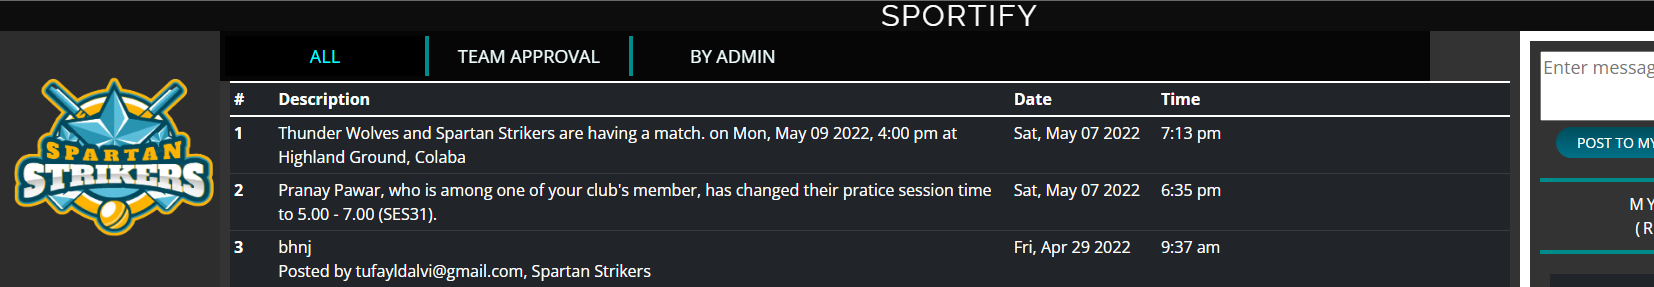 SPORTIFY
ALL TEAM APPROVAL BY ADMIN
SPARTAN
STRIKERS
# Description Date Time
1 Thunder Wolves and Spartan Strikers are having a match. on Mon, May 09 2022, 4:00 pm at Sat, May 07 2022 7:13 pm
Highland Ground, Colaba
2 Pranay Pawar, who is among one of your club's member, has changed their pratice session time Sat, May 07 2022 6:35 pm
to 5.00 - 7.00 (SES31).
3 bhnj Fri, Apr 29 2022 9:37 am
Posted by tufayldalvi@gmail.com, Spartan Strikers
Enter messag
POST TO MY
MY
(R